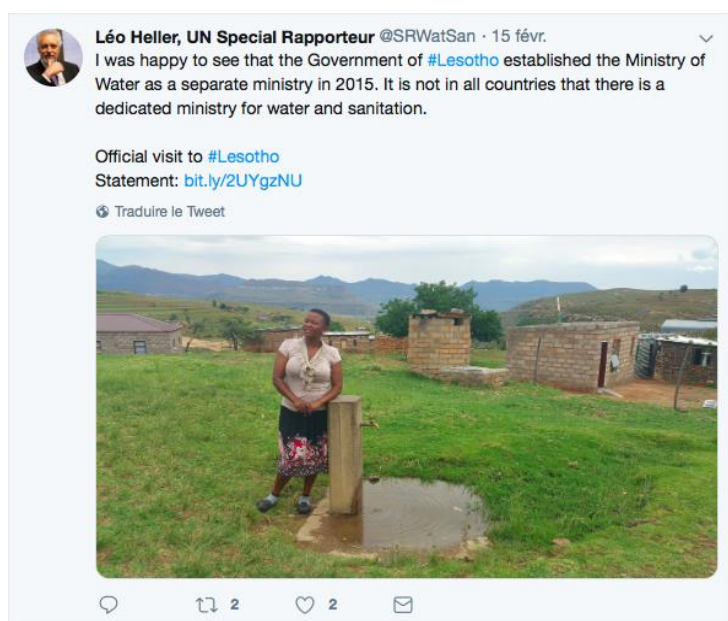 Léo Heller, UN Special Rapporteur @SRWatSan · 15 févr.
I was happy to see that the Government of #Lesotho established the Ministry of
Water as a separate ministry in 2015. It is not in all countries that there is a
dedicated ministry for water and sanitation.
Official visit to #Lesotho
Statement: bit.ly/2UYgzNU
Traduire le Tweet
2 2